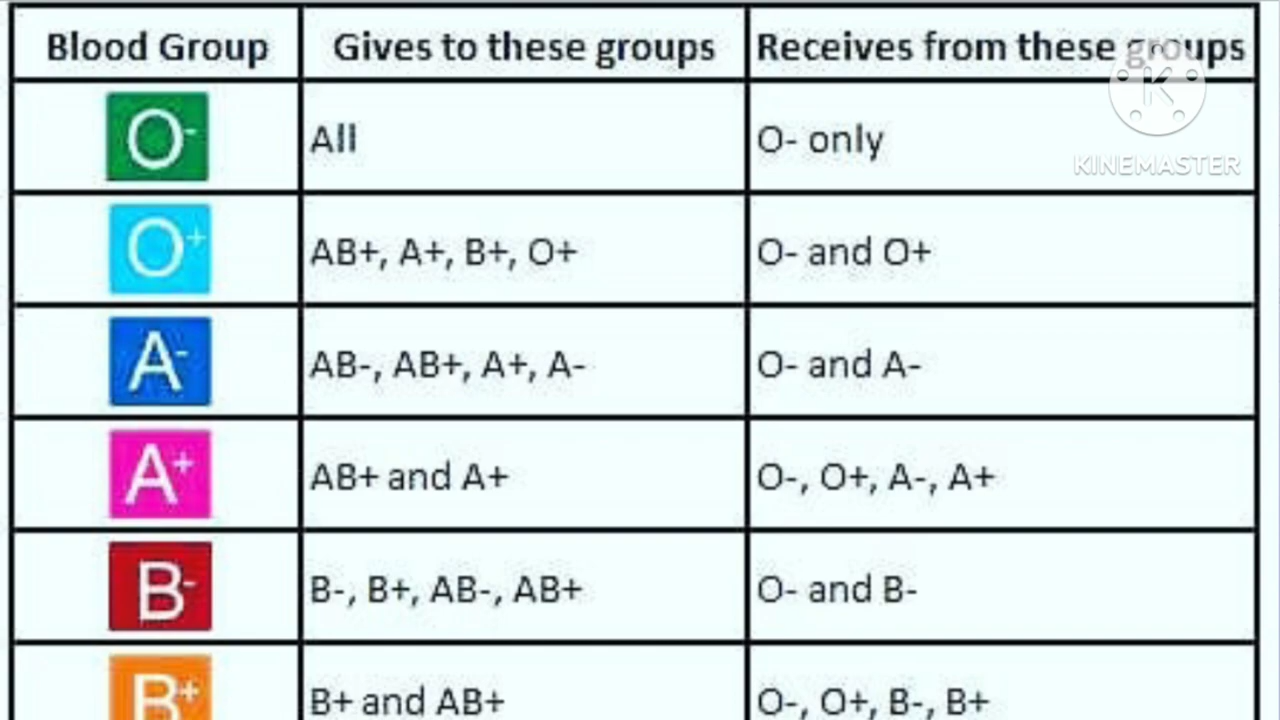 Blood Group Gives to these groups Receives from these groups
O- All O- only
KINEMASTER
O+ AB+, A+, B+, O+ O- and O+
A- AB-, AB+, A+, A- O- and A-
A+ AB+ and A+ O-, O+, A-, A+
B- B-, B+, AB-, AB+ O- and B-
B+ B+ and AB+ O-, O+, B-, B+